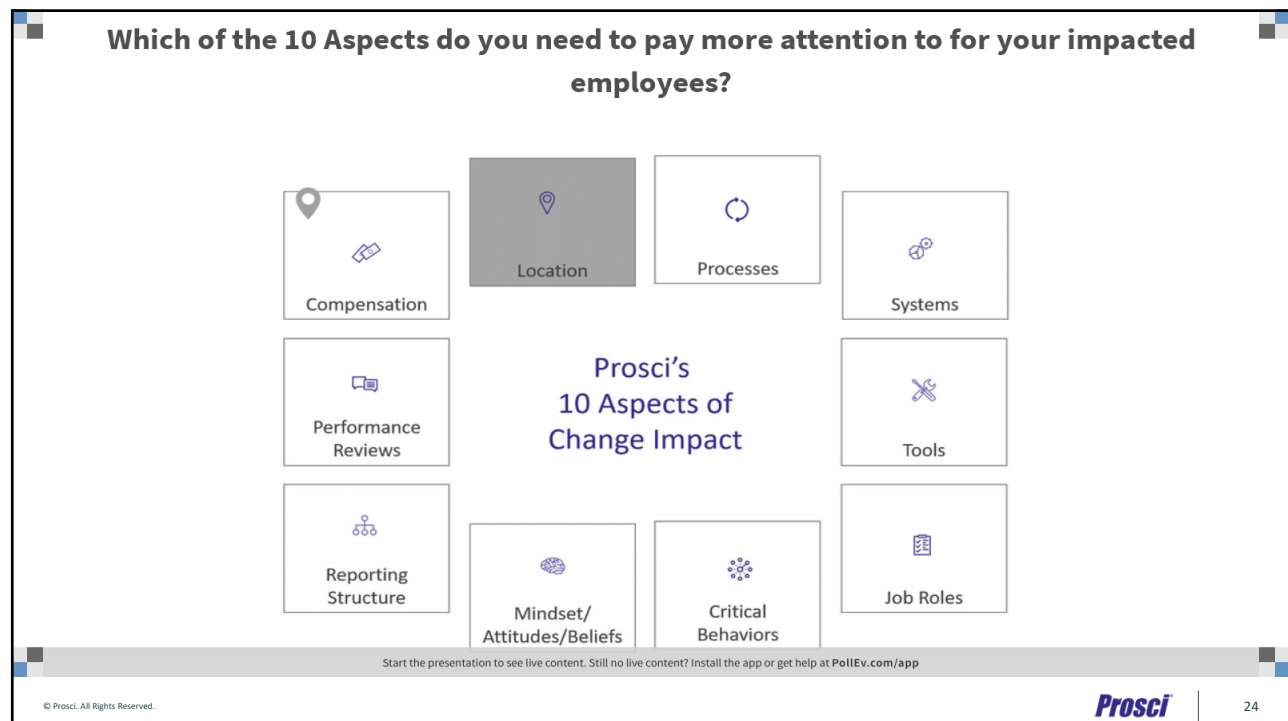 Which of the 10 Aspects do you need to pay more attention to for your impacted
employees?
Location
Processes
Compensation
Systems
Prosci's
10 Aspects of
Change Impact
Performance
Reviews
Tools
Reporting
Structure
Mindset/
Attitudes/Beliefs
Critical
Behaviors
Job Roles
Start the presentation to see live content. Still no live content? Install the app or get help at PollEv.com/app
© Prosci. All Rights Reserved.
Prosci
24